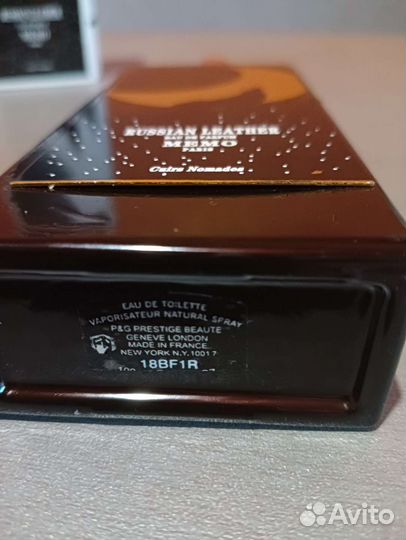 RUSSIAN LEATHER
EAU DE PARFUM
MEMO
PARIS
Cuirs Nomades
EAU DE TOILETTE
VAPORISATEUR NATURAL SPRAY
P&G PRESTIGE BEAUTE
GENEVE LONDON
MADE IN FRANCE
NEW YORK N.Y. 10017
18BF1R
Avito